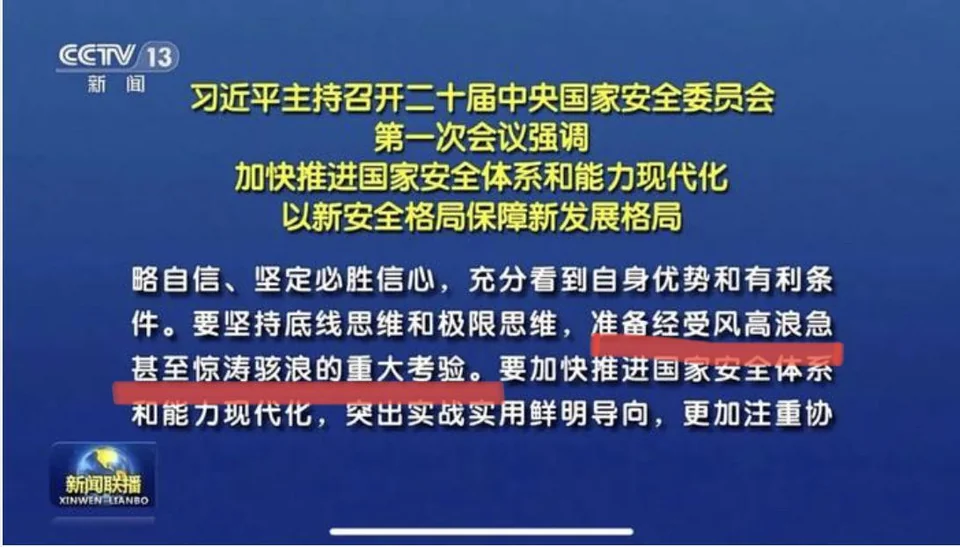 CCTV 13
新闻
习近平主持召开二十届中央国家安全委员会
第一次会议强调
加快推进国家安全体系和能力现代化
以新安全格局保障新发展格局
略自信、坚定必胜信心，充分看到自身优势和有利条
件。要坚持底线思维和极限思维，准备经受风高浪急
甚至惊涛骇浪的重大考验。要加快推进国家安全体系
和能力现代化，突出实战实用鲜明导向，更加注重协
新闻联播
XINWEN-LIANBO